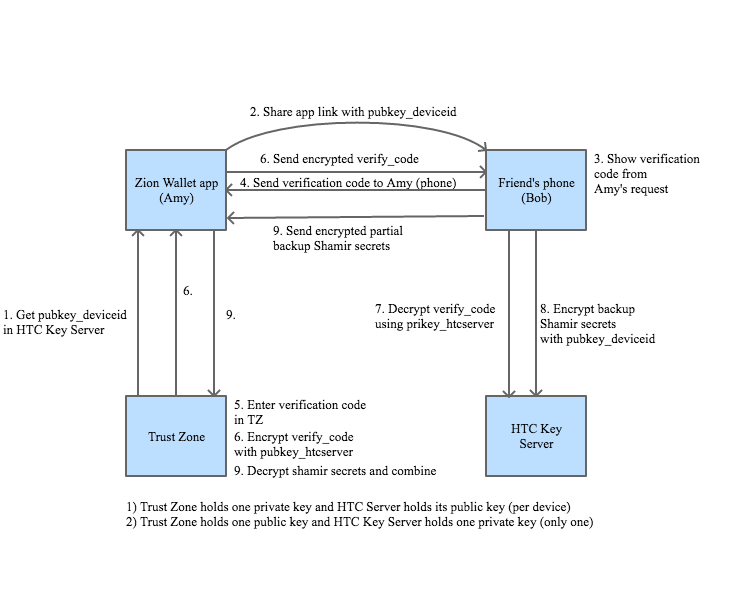 2. Share app link with pubkey_deviceid
6. Send encrypted verify_code
Zion Wallet app
(Amy)
4. Send verification code to Amy (phone)
Friend's phone
(Bob)
3. Show verification
code from
Amy's request
9. Send encrypted partial
backup Shamir secrets
6.
1. Get pubkey_deviceid
in HTC Key Server
9.
7. Decrypt verify_code
using prikey_htcserver
8. Encrypt backup
Shamir secrets
with pubkey_deviceid
Trust Zone
5. Enter verification code
in TZ
6. Encrypt verify_code
with pubkey_htcserver
9. Decrypt shamir secrets and combine
HTC Key
Server
1) Trust Zone holds one private key and HTC Server holds its public key (per device)
2) Trust Zone holds one public key and HTC Key Server holds one private key (only one)